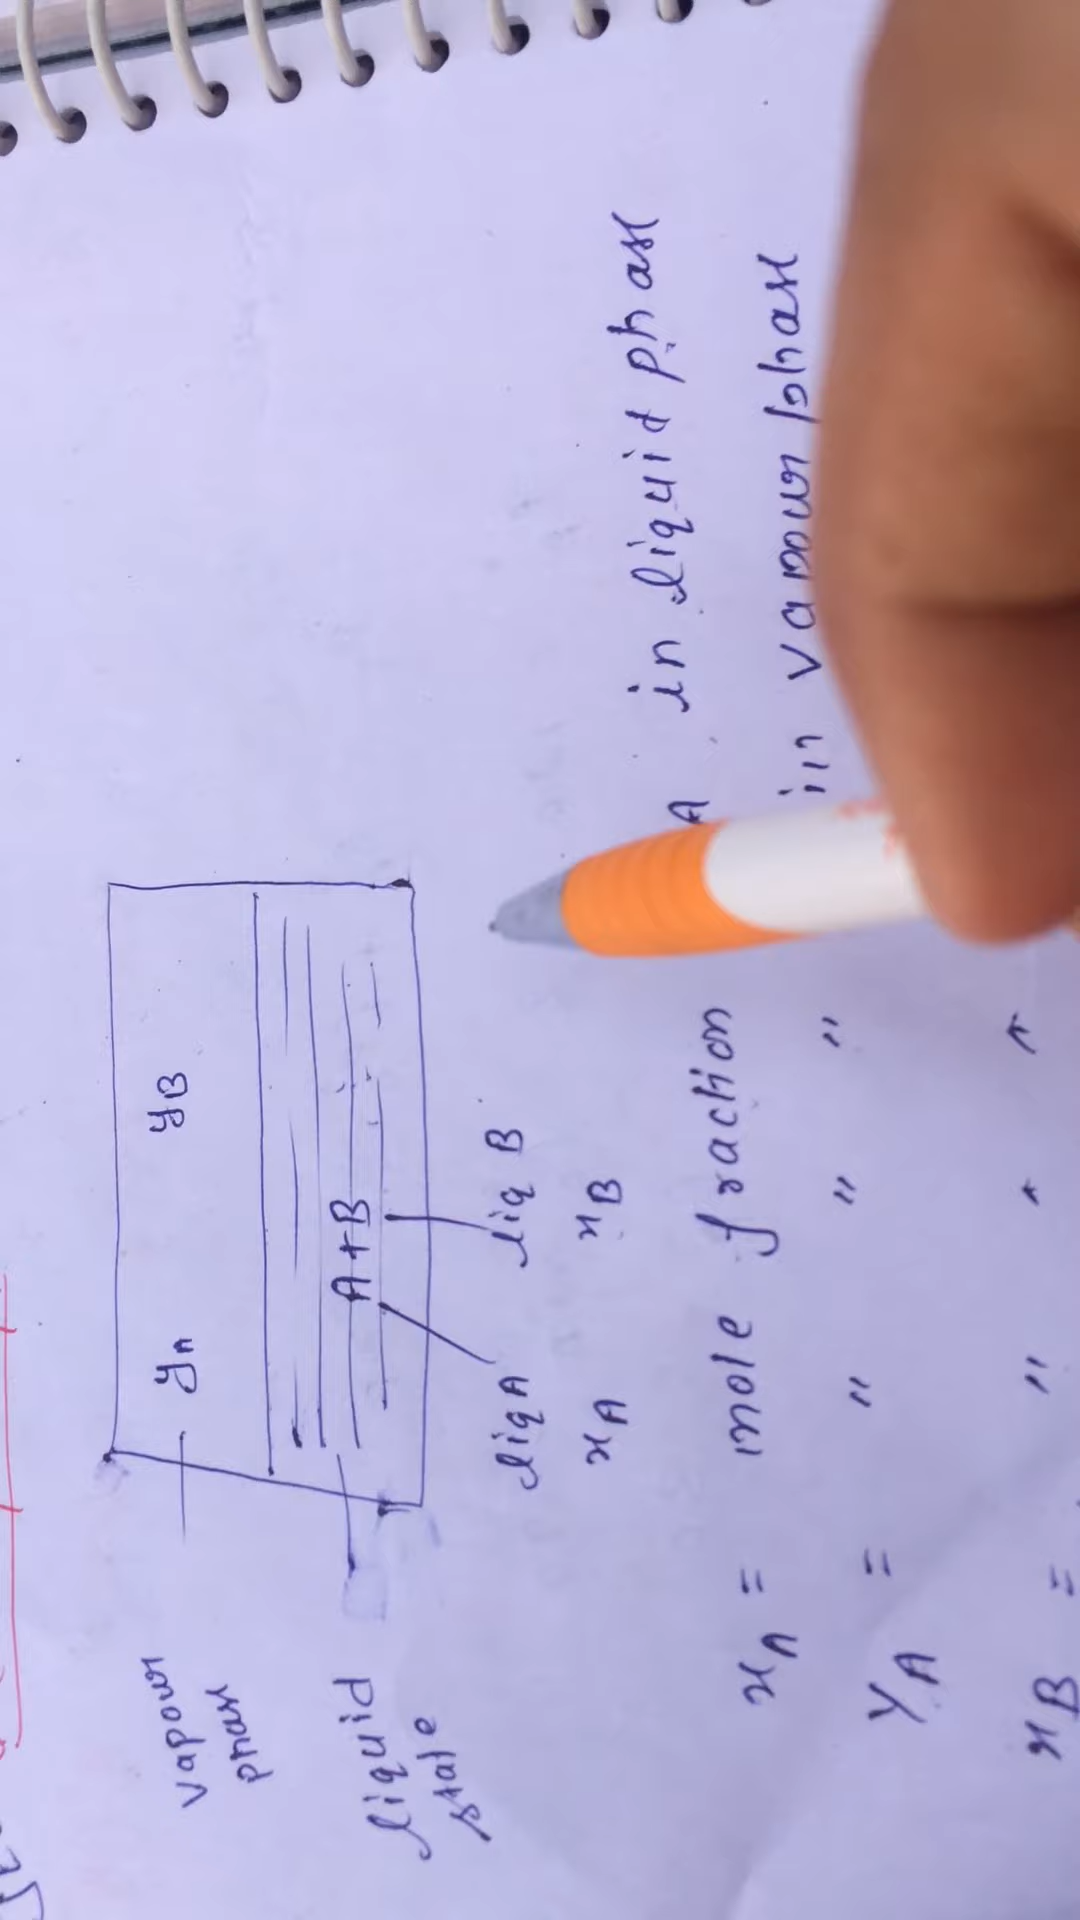 vapour
phase
yA yB
liquid
state
A+B
liqA liq B
xA xB
xA = mole fraction A in liquid phase
YA = " " " in vapour phase
xB = " " "